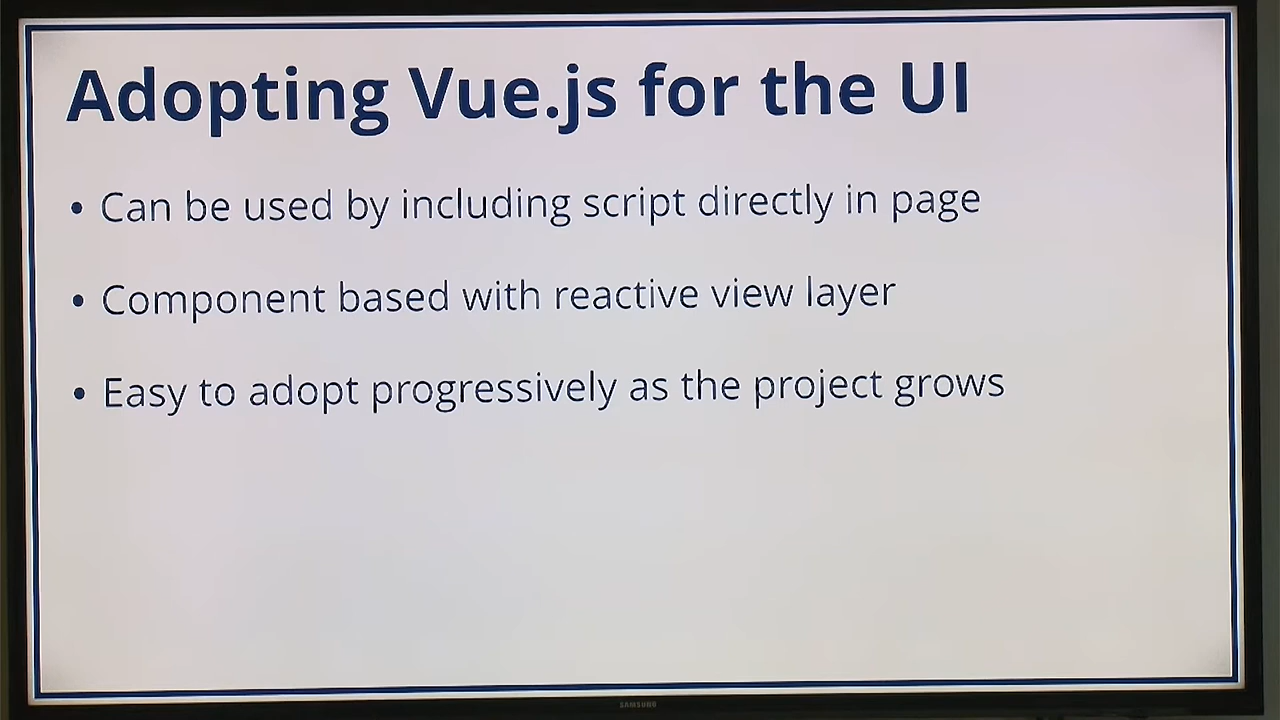 Adopting Vue.js for the UI
• Can be used by including script directly in page
• Component based with reactive view layer
• Easy to adopt progressively as the project grows
SAMSUNG